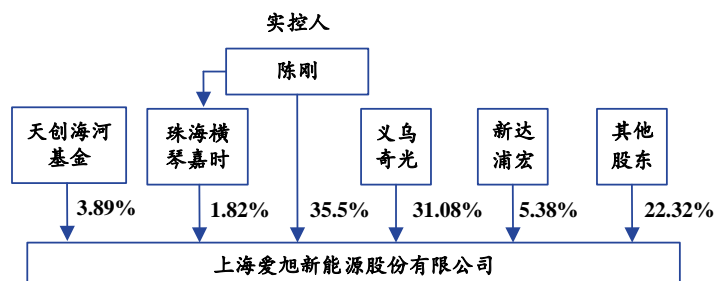 实控人
陈刚
天创海河
基金
珠海横
琴嘉时
义乌
奇光
新达
浦宏
其他
股东
3.89%
1.82%
35.5%
31.08%
5.38%
22.32%
上海爱旭新能源股份有限公司